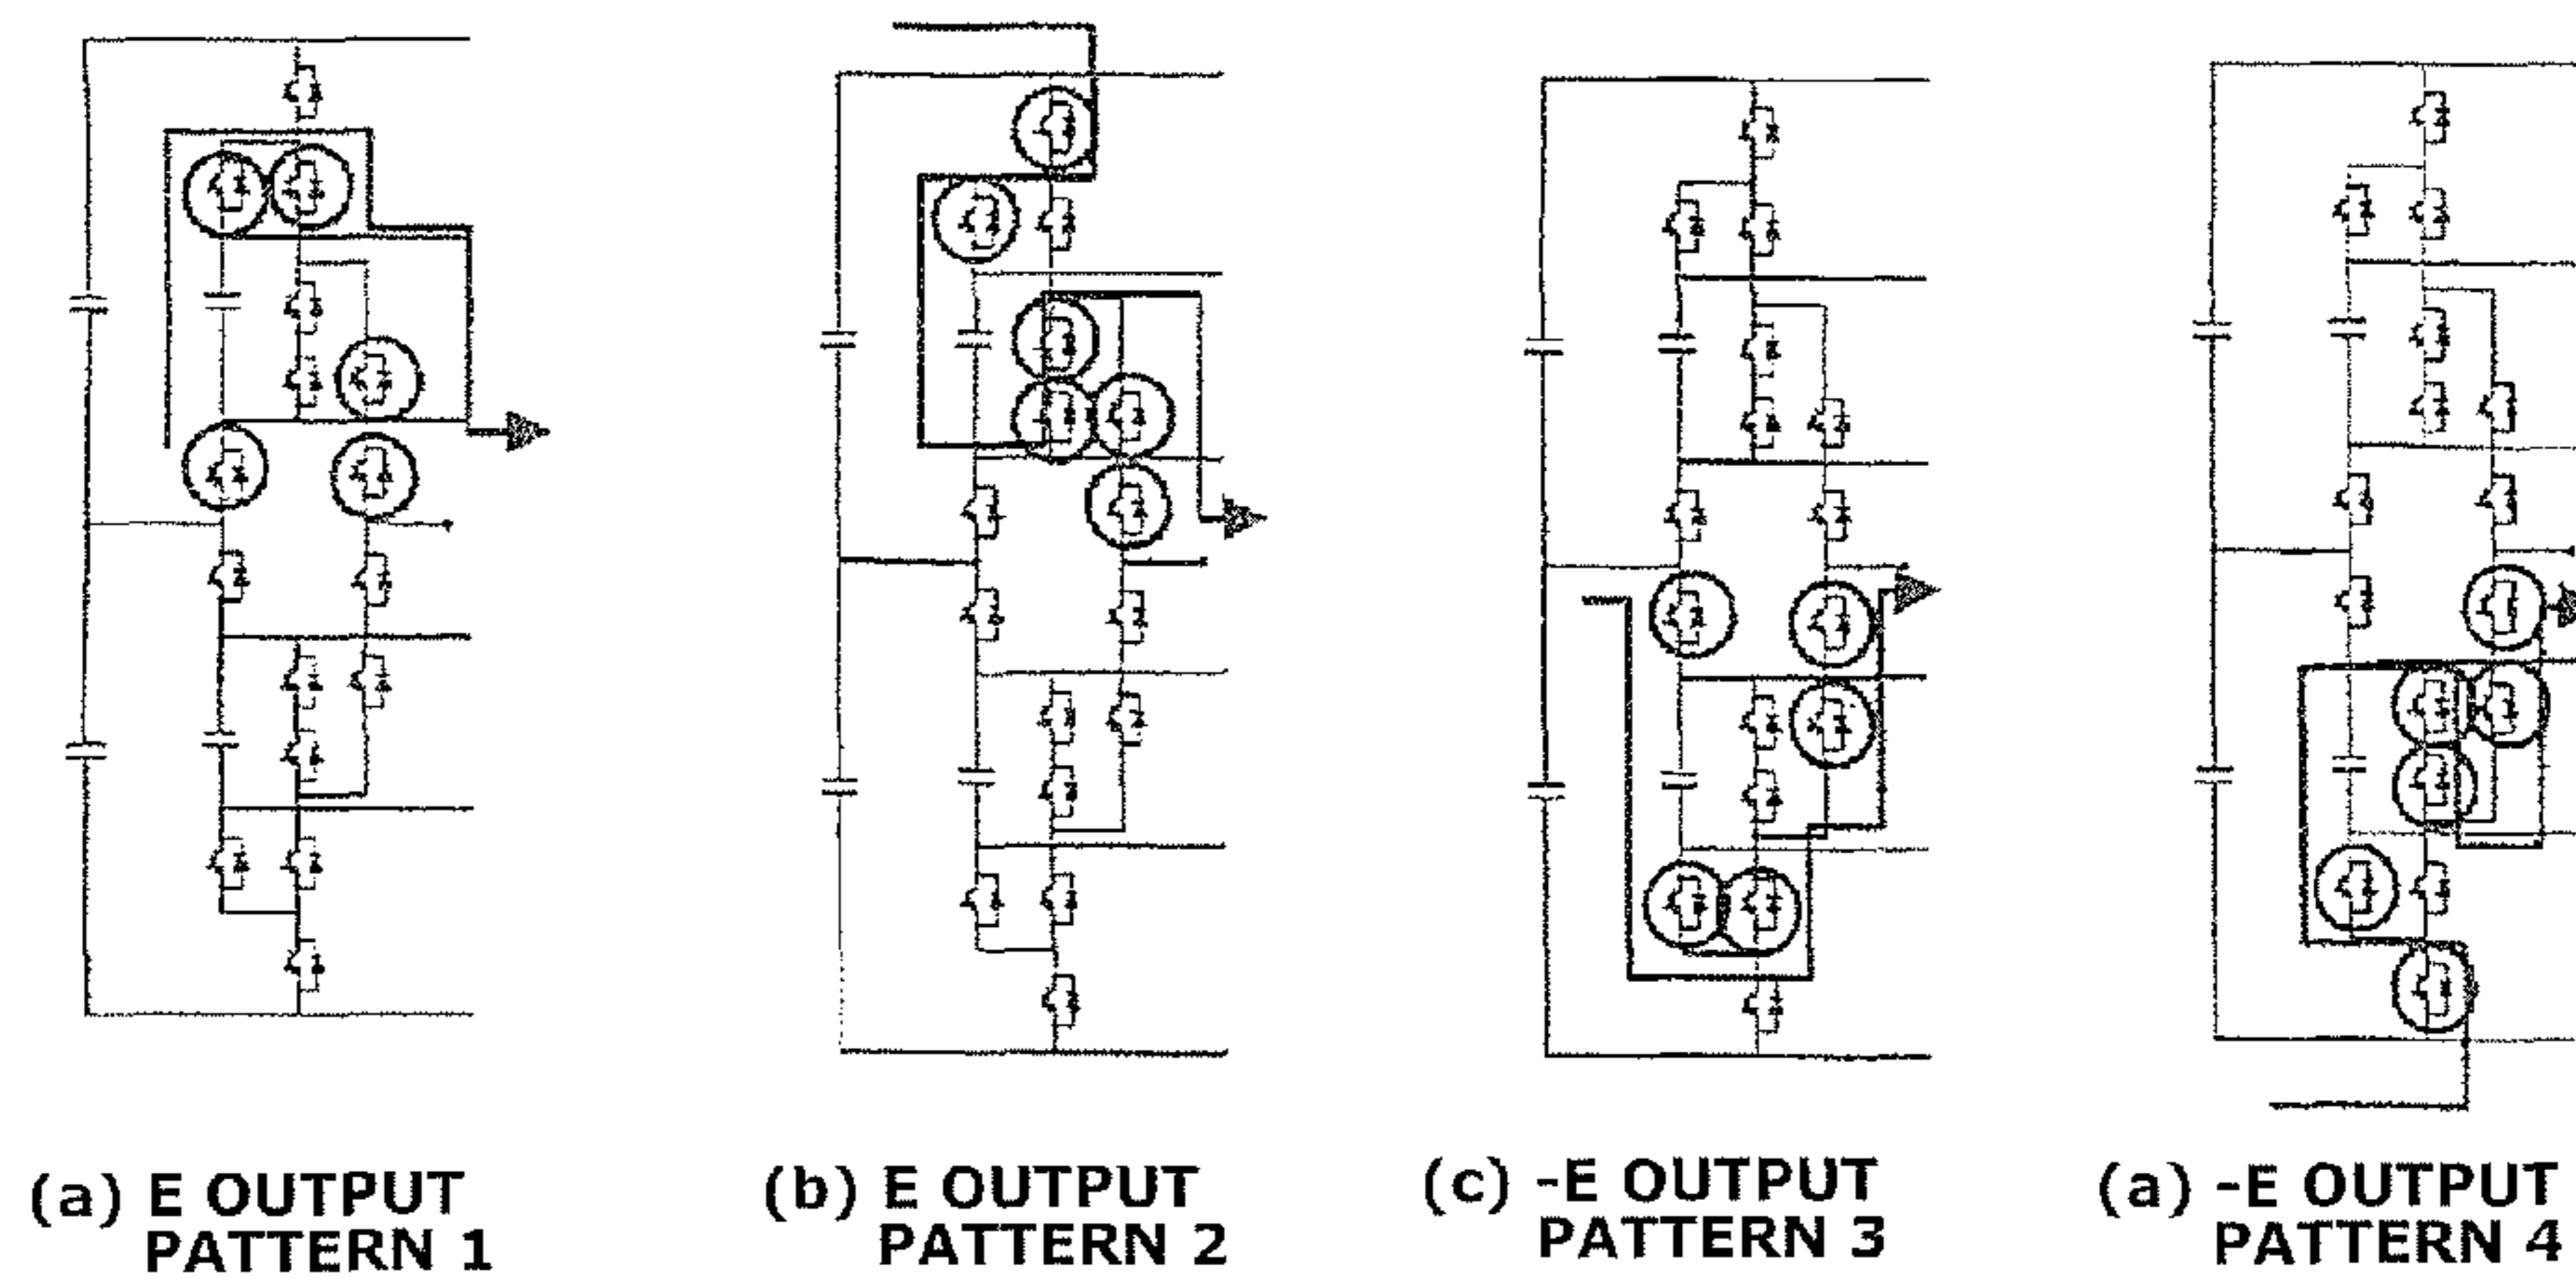 (a) E OUTPUT
PATTERN 1
(b) E OUTPUT
PATTERN 2
(c) -E OUTPUT
PATTERN 3
(a) -E OUTPUT
PATTERN 4